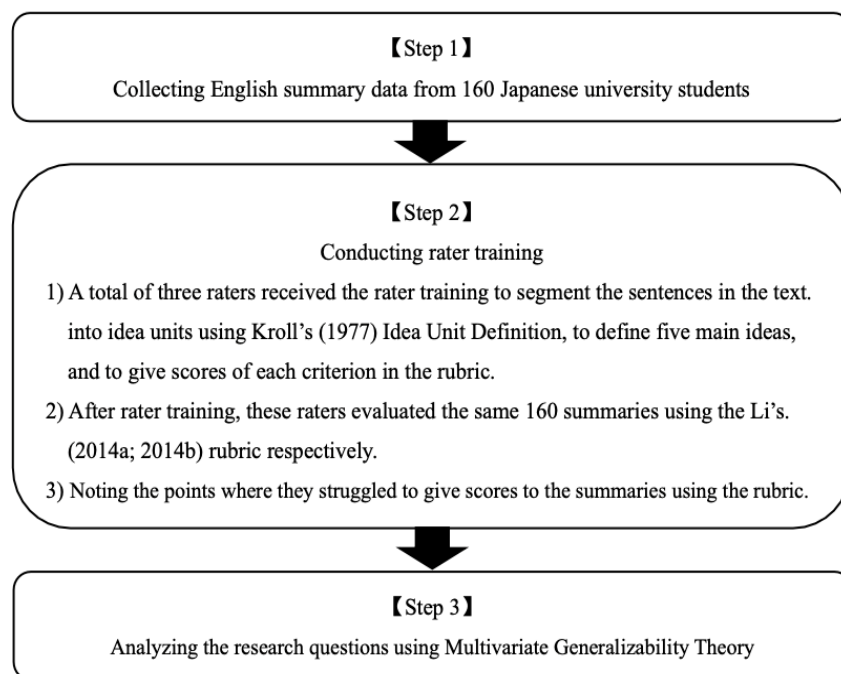 【Step 1】
Collecting English summary data from 160 Japanese university students
【Step 2】
Conducting rater training
1) A total of three raters received the rater training to segment the sentences in the text.
into idea units using Kroll’s (1977) Idea Unit Definition, to define five main ideas,
and to give scores of each criterion in the rubric.
2) After rater training, these raters evaluated the same 160 summaries using the Li’s.
(2014a; 2014b) rubric respectively.
3) Noting the points where they struggled to give scores to the summaries using the rubric.
【Step 3】
Analyzing the research questions using Multivariate Generalizability Theory